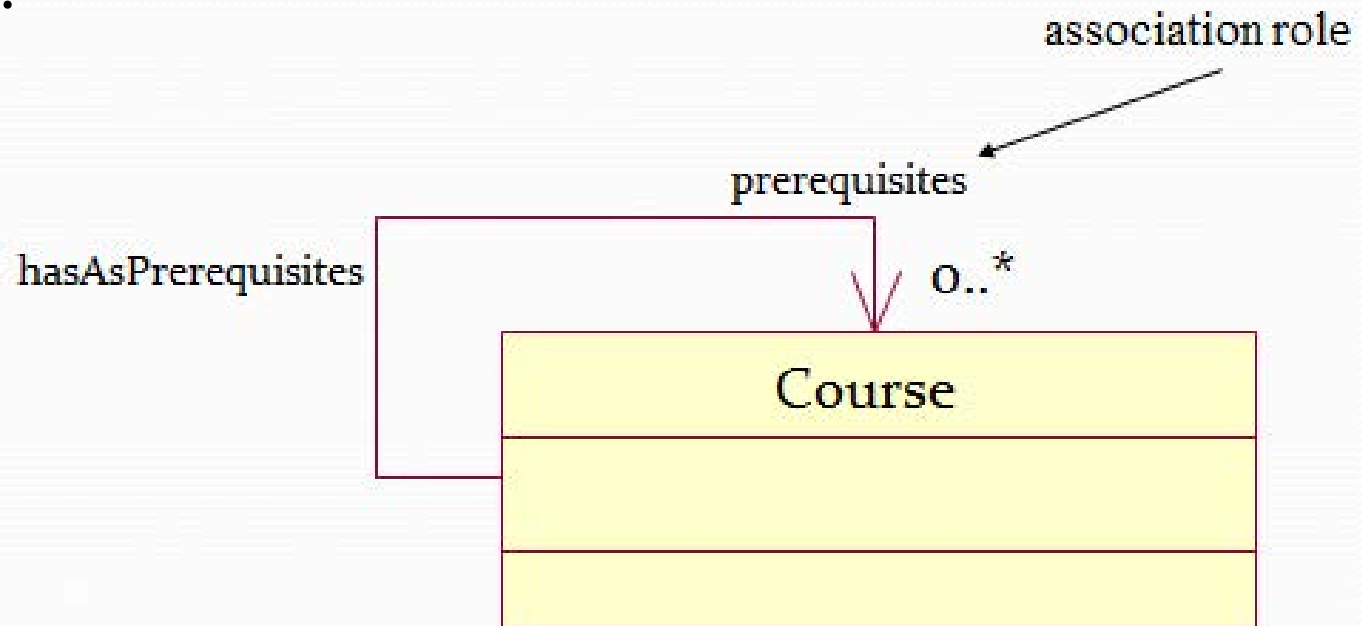 association role
prerequisites
hasAsPrerequisites
0..*
Course